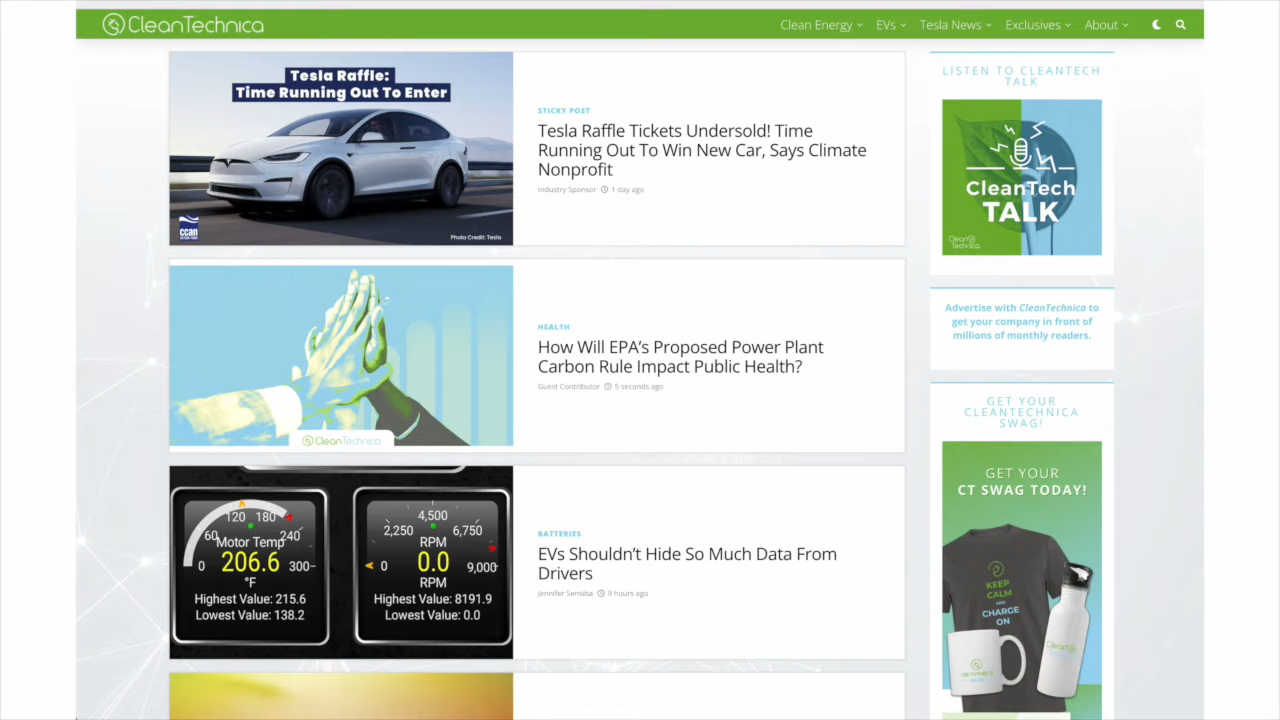 CleanTechnica
Clean Energy
EVs
Tesla News
Exclusives
About
Tesla Raffle:
Time Running Out To Enter
ccan
Photo Credit: Tesla
STICKY POST
Tesla Raffle Tickets Undersold! Time
Running Out To Win New Car, Says Climate
Nonprofit
Industry Sponsor 1 day ago
CleanTechnica
HEALTH
How Will EPA's Proposed Power Plant
Carbon Rule Impact Public Health?
Guest Contributor 5 seconds ago
120 180
60 240
Motor Temp
0 206.6 300
°F
Highest Value: 215.6
Lowest Value: 138.2
4,500
2,250 6,750
RPM
0 0.0 9,000
RPM
Highest Value: 8191.9
Lowest Value: 0.0
BATTERIES
EVs Shouldn't Hide So Much Data From
Drivers
Jennifer Sensiba 9 hours ago
LISTEN TO CLEANTECH
TALK
CleanTech
TALK
Clean
Technica
Advertise with CleanTechnica to
get your company in front of
millions of monthly readers.
GET YOUR
CLEANTECHNICA
SWAG!
GET YOUR
CT SWAG TODAY!
KEEP
CALM
AND
CHARGE
ON